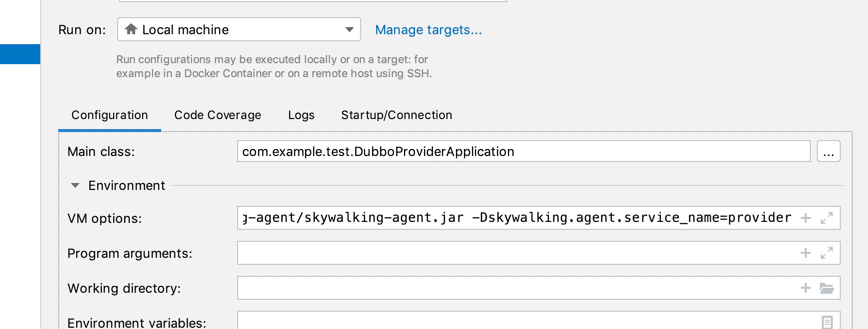 Run on: Local machine Manage targets...
Run configurations may be executed locally or on a target: for
example in a Docker Container or on a remote host using SSH.
Configuration Code Coverage Logs Startup/Connection
Main class: com.example.test.DubboProviderApplication ...
Environment
VM options: g-agent/skywalking-agent.jar -Dskywalking.agent.service_name=provider
Program arguments:
Working directory:
Environment variables: